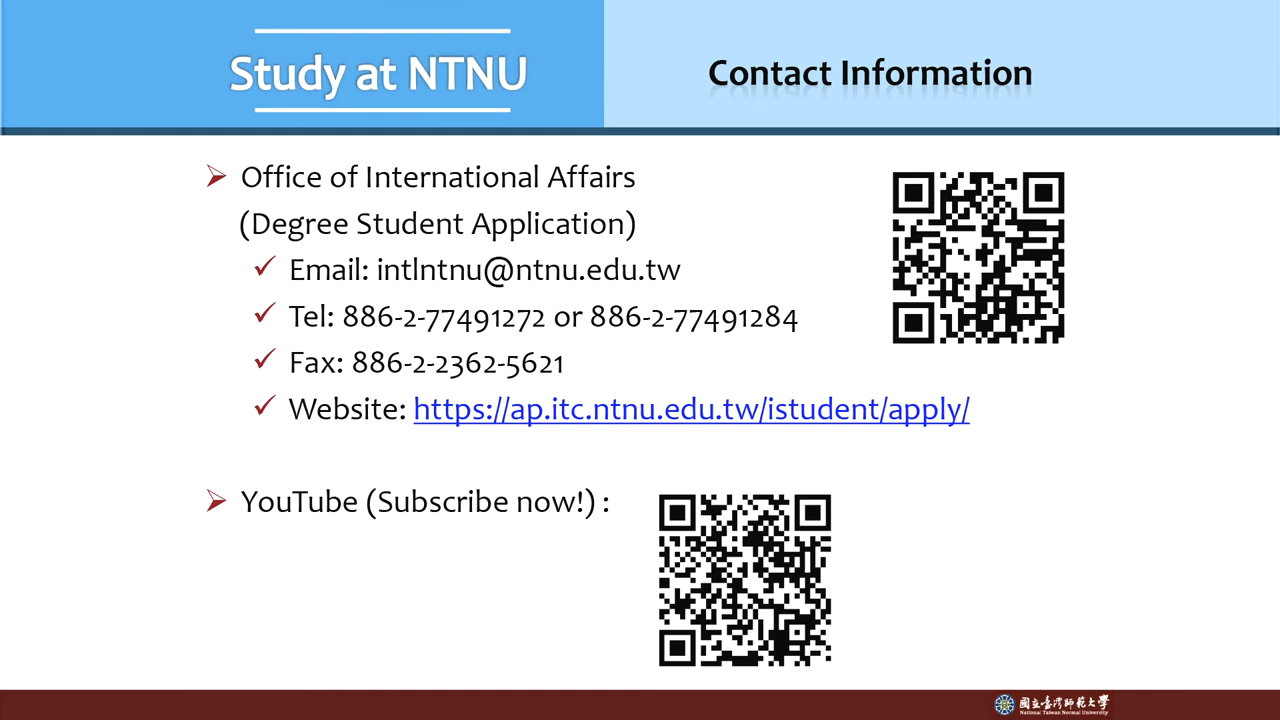 Study at NTNU
Contact Information
Office of International Affairs
(Degree Student Application)
Email: intlntnu@ntnu.edu.tw
Tel: 886-2-77491272 or 886-2-77491284
Fax: 886-2-2362-5621
Website: https://ap.itc.ntnu.edu.tw/istudent/apply/
YouTube (Subscribe now!) :
國立臺灣師範大學
National Taiwan Normal University